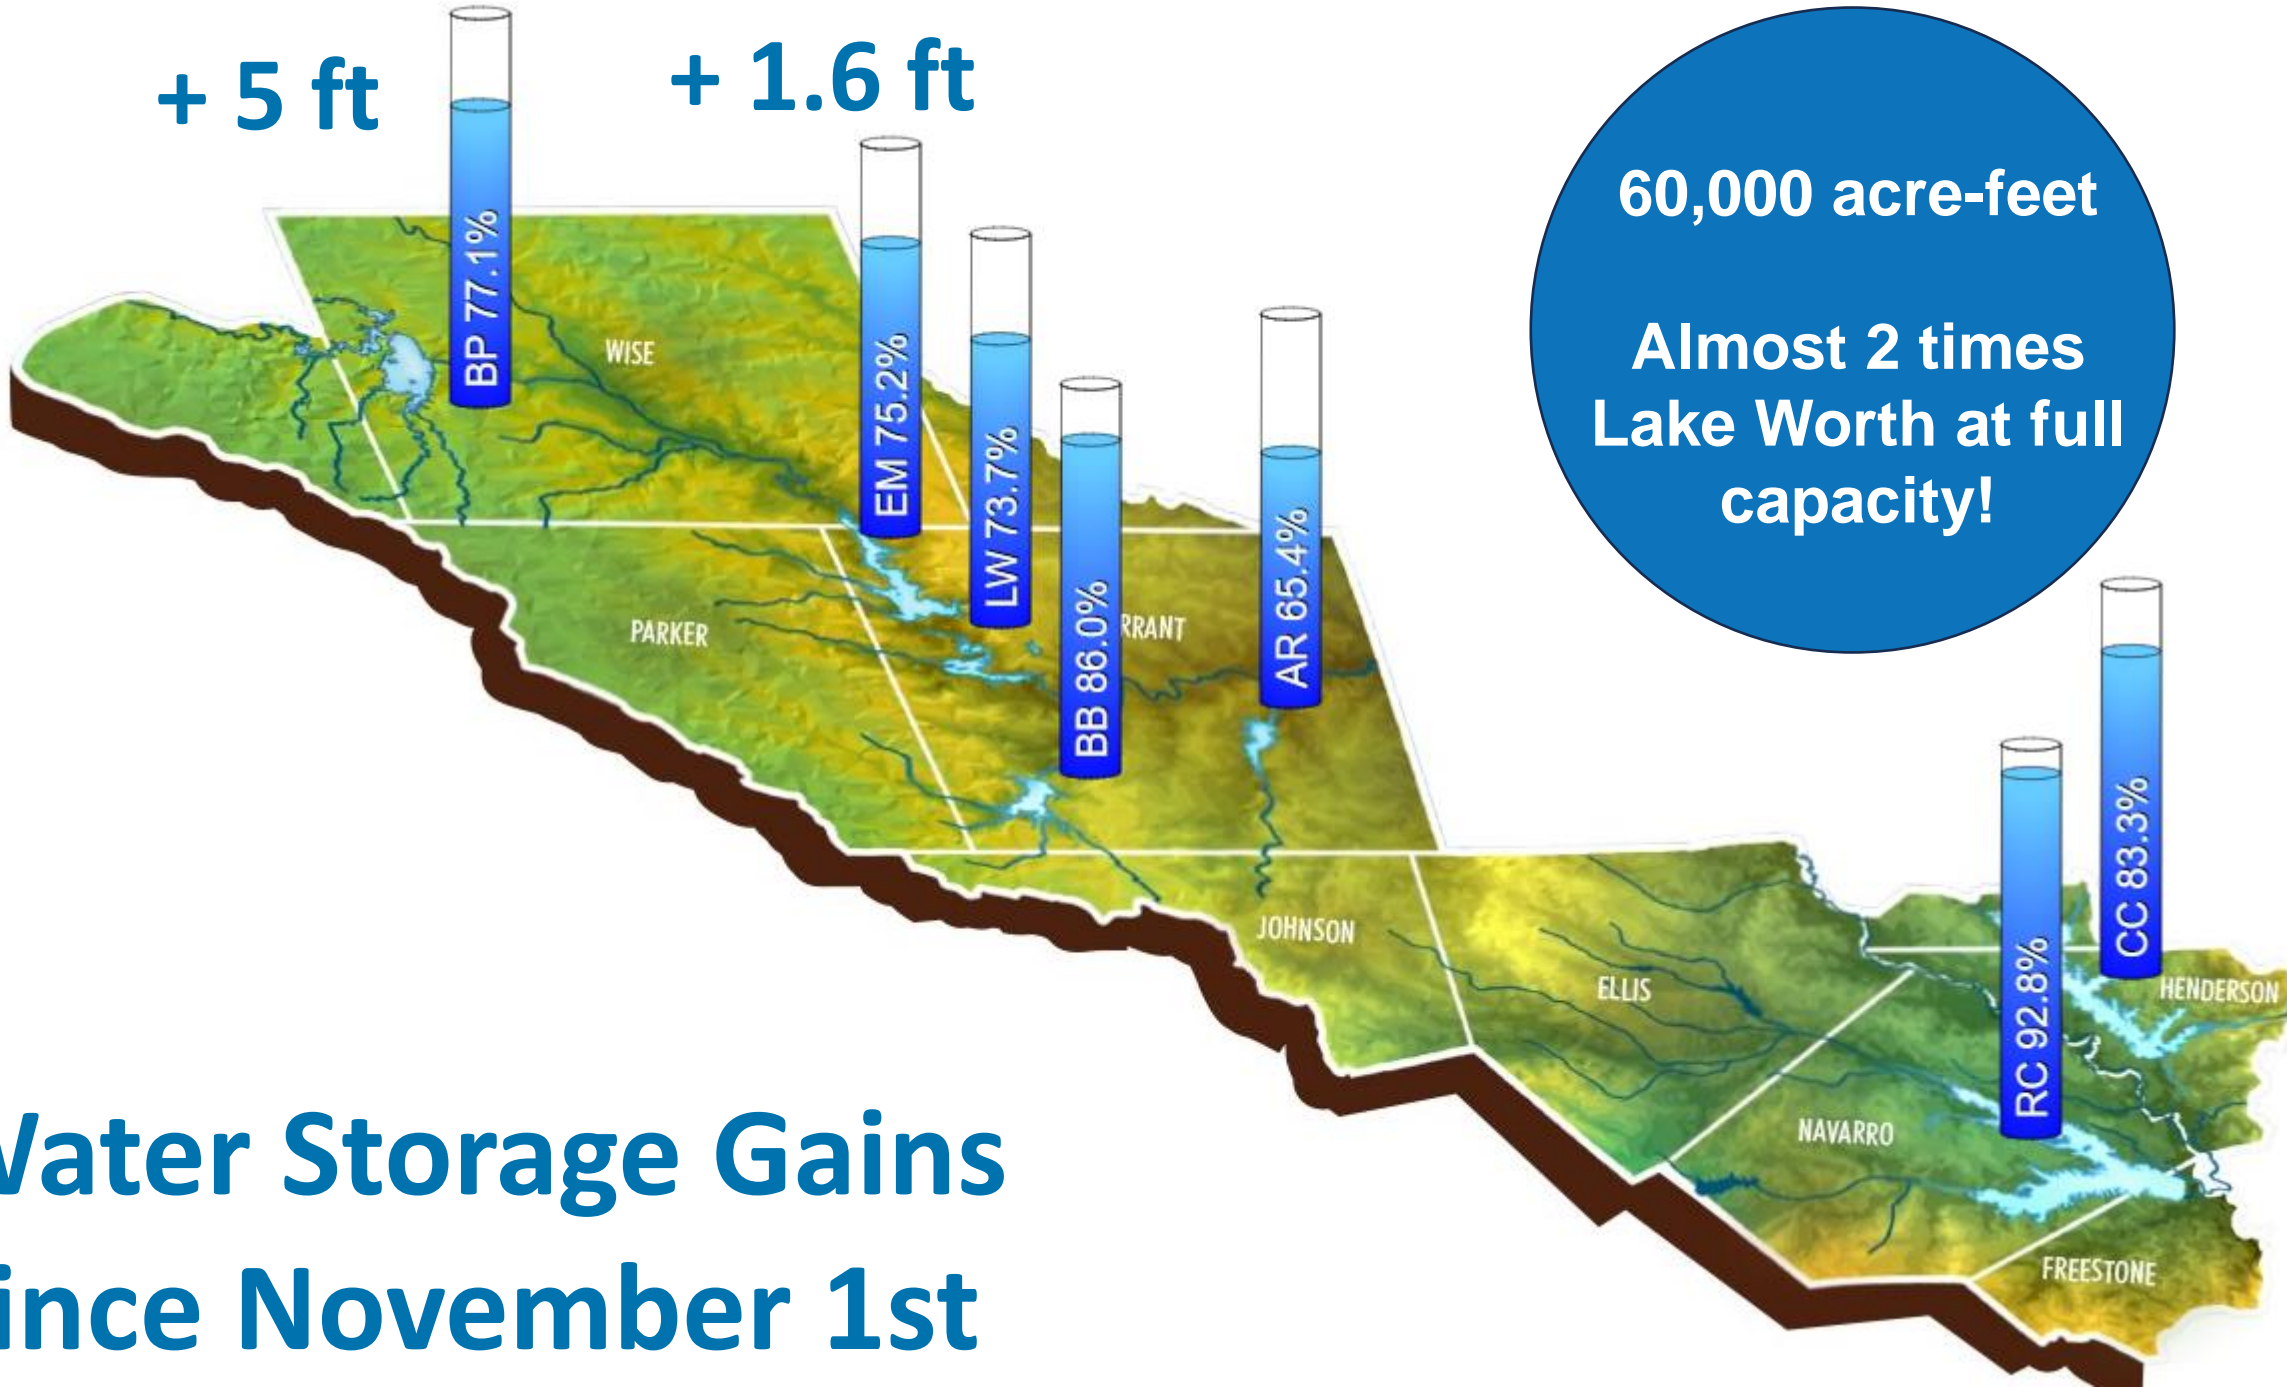 + 5 ft
+ 1.6 ft
60,000 acre-feet
Almost 2 times
Lake Worth at full
capacity!
BP 77.1%
EM 75.2%
LW 73.7%
BB 86.0%
AR 65.4%
CC 83.3%
RC 92.8%
WISE
PARKER
RRANT
JOHNSON
ELLIS
HENDERSON
NAVARRO
FREESTONE
Water Storage Gains
ince November 1st